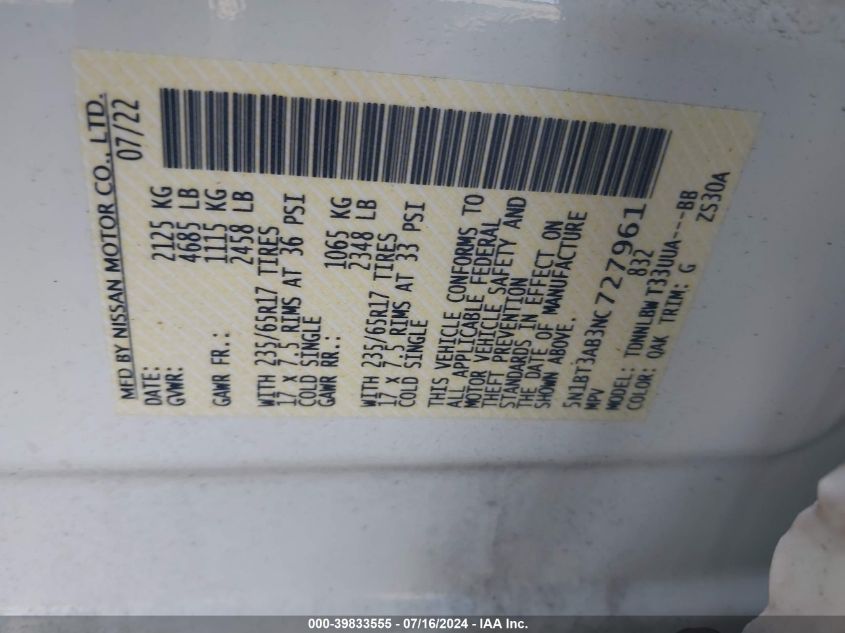 MFD BY NISSAN MOTOR CO., LTD.
DATE: 07/22
GVWR: 2125 KG
4685 LB
GAWR FR.: 1115 KG
2458 LB
WITH 235/65R17 TIRES
17 X 7.5 RIMS AT 36 PSI
COLD SINGLE
GAWR RR.: 1065 KG
2348 LB
WITH 235/65R17 TIRES
17 X 7.5 RIMS AT 33 PSI
COLD SINGLE
THIS VEHICLE CONFORMS TO
ALL APPLICABLE FEDERAL
MOTOR VEHICLE SAFETY AND
THEFT PREVENTION
STANDARDS IN EFFECT ON
THE DATE OF MANUFACTURE
SHOWN ABOVE.
5N1BT3AB3NC727961
MPV 832
MODEL: TDNNLBW T33UUA----BB
COLOR: QAK TRIM: G ZS30A
000-39833555 - 07/16/2024 - IAA Inc.